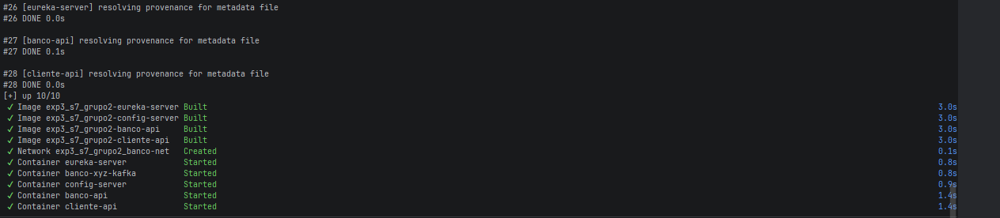 #26 [eureka-server] resolving provenance for metadata file
#26 DONE 0.0s

#27 [banco-api] resolving provenance for metadata file
#27 DONE 0.1s

#28 [cliente-api] resolving provenance for metadata file
#28 DONE 0.0s
[+] up 10/10
✔ Image exp3_s7_grupo2-eureka-server Built 3.0s
✔ Image exp3_s7_grupo2-config-server Built 3.0s
✔ Image exp3_s7_grupo2-banco-api Built 3.0s
✔ Image exp3_s7_grupo2-cliente-api Built 3.0s
✔ Network exp3_s7_grupo2_banco-net Created 0.1s
✔ Container eureka-server Started 0.8s
✔ Container banco-xyz-kafka Started 0.8s
✔ Container config-server Started 0.9s
✔ Container banco-api Started 1.4s
✔ Container cliente-api Started 1.4s